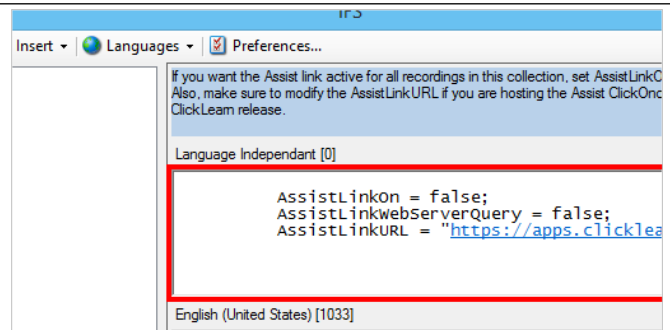 IFS
Insert Languages Preferences...
If you want the Assist link active for all recordings in this collection, set
Also, make sure to modify the AssistLinkURL if you are hosting the Assist
ClickLearn release.
Language Independant [0]
AssistLinkOn = false;
AssistLinkWebServerQuery = false;
AssistLinkURL = "https://apps.clicklea
English (United States) [1033]